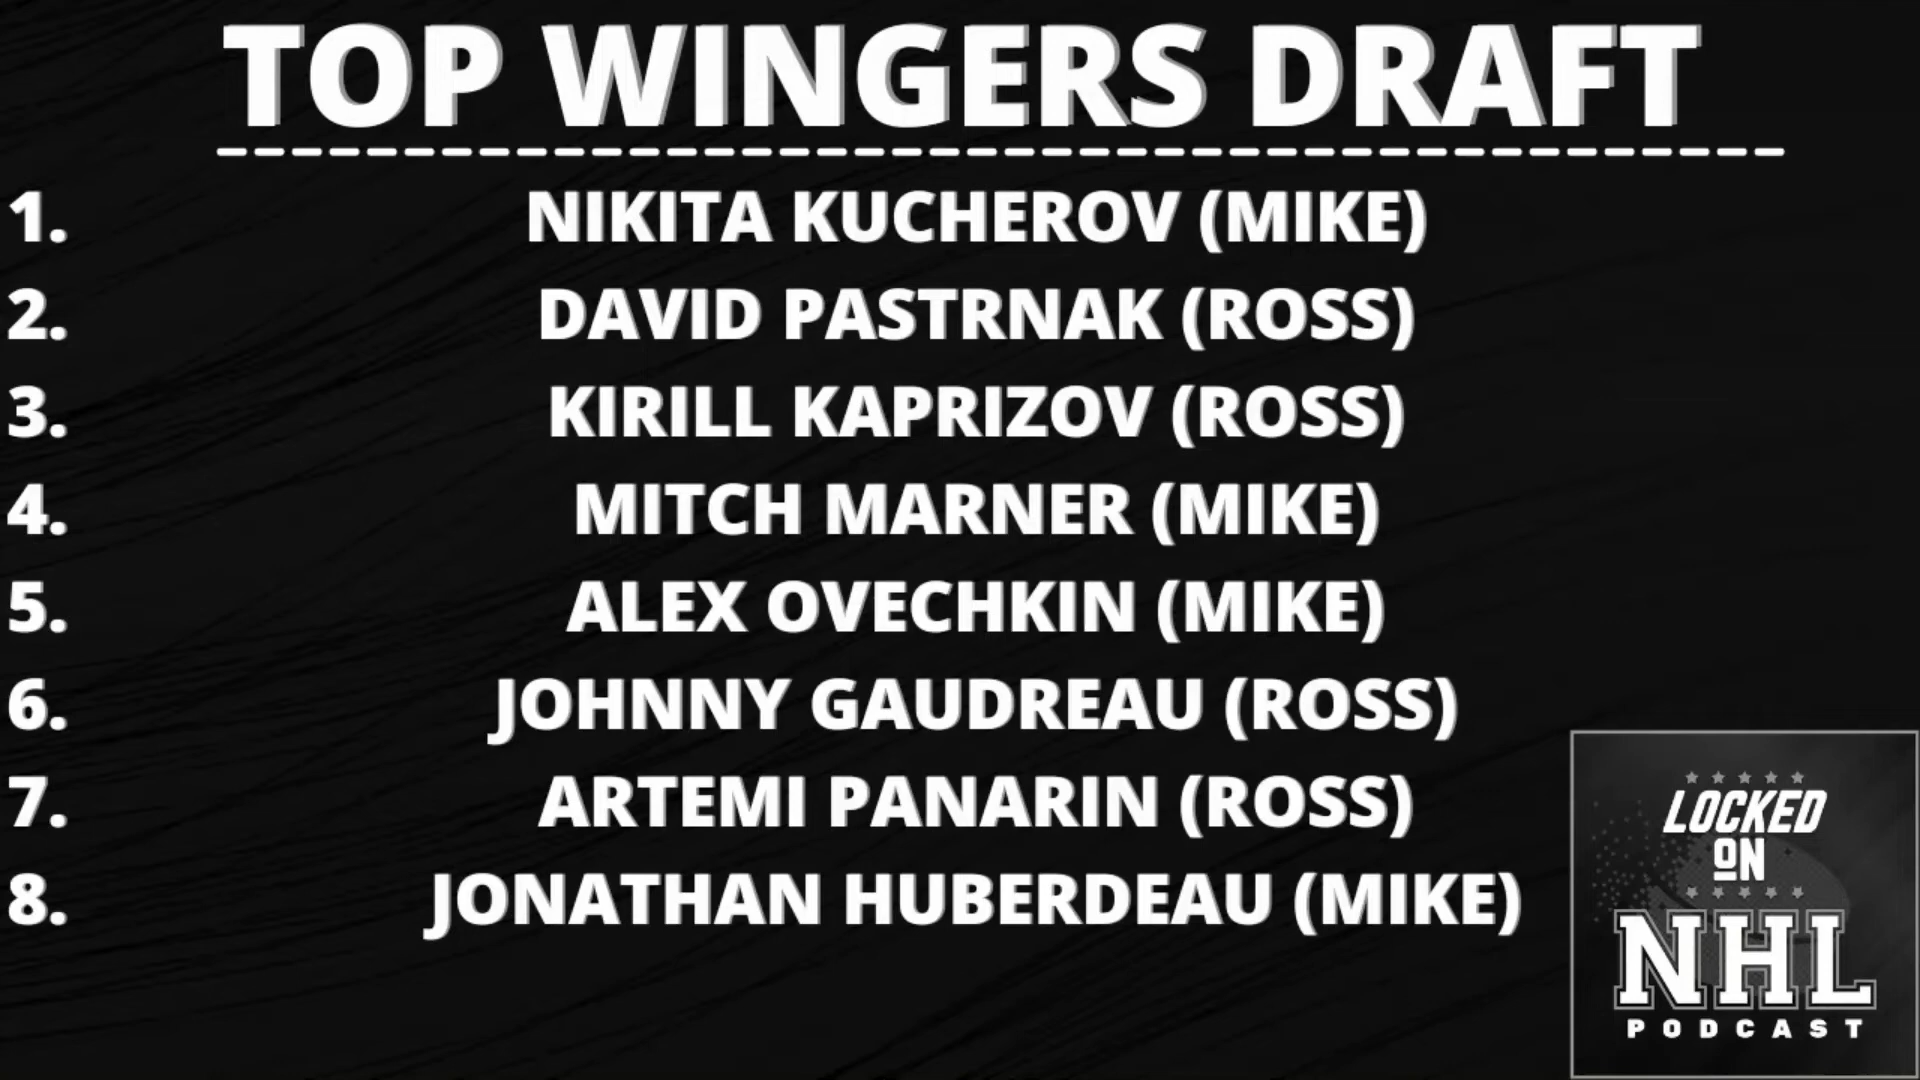 TOP WINGERS DRAFT
1. NIKITA KUCHEROV (MIKE)
2. DAVID PASTRNAK (ROSS)
3. KIRILL KAPRIZOV (ROSS)
4. MITCH MARNER (MIKE)
5. ALEX OVECHKIN (MIKE)
6. JOHNNY GAUDREAU (ROSS)
7. ARTEMI PANARIN (ROSS)
8. JONATHAN HUBERDEAU (MIKE)
LOCKED
ON
NHL
PODCAST